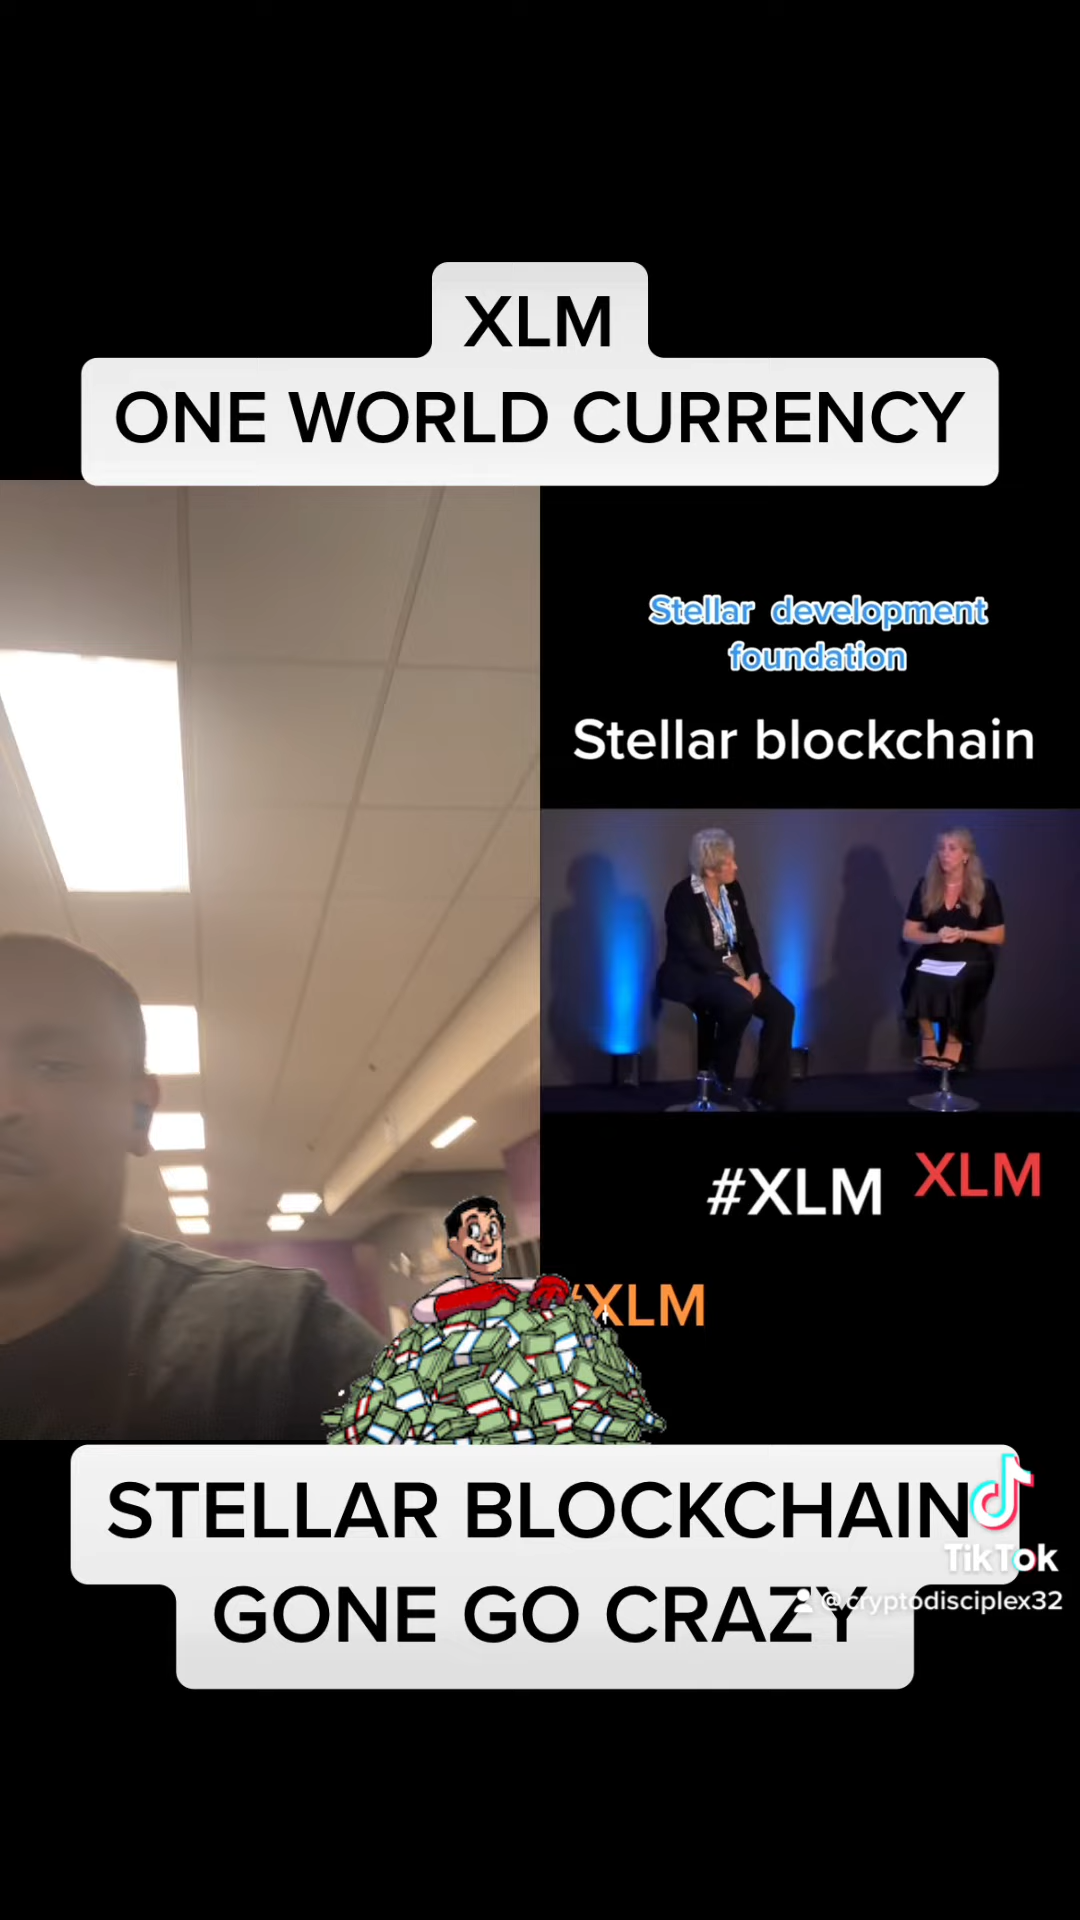 XLM
ONE WORLD CURRENCY
Stellar development
foundation
Stellar blockchain
#XLM
XLM
#XLM
STELLAR BLOCKCHAIN
GONE GO CRAZY
TikTok
@cryptodisciplex32